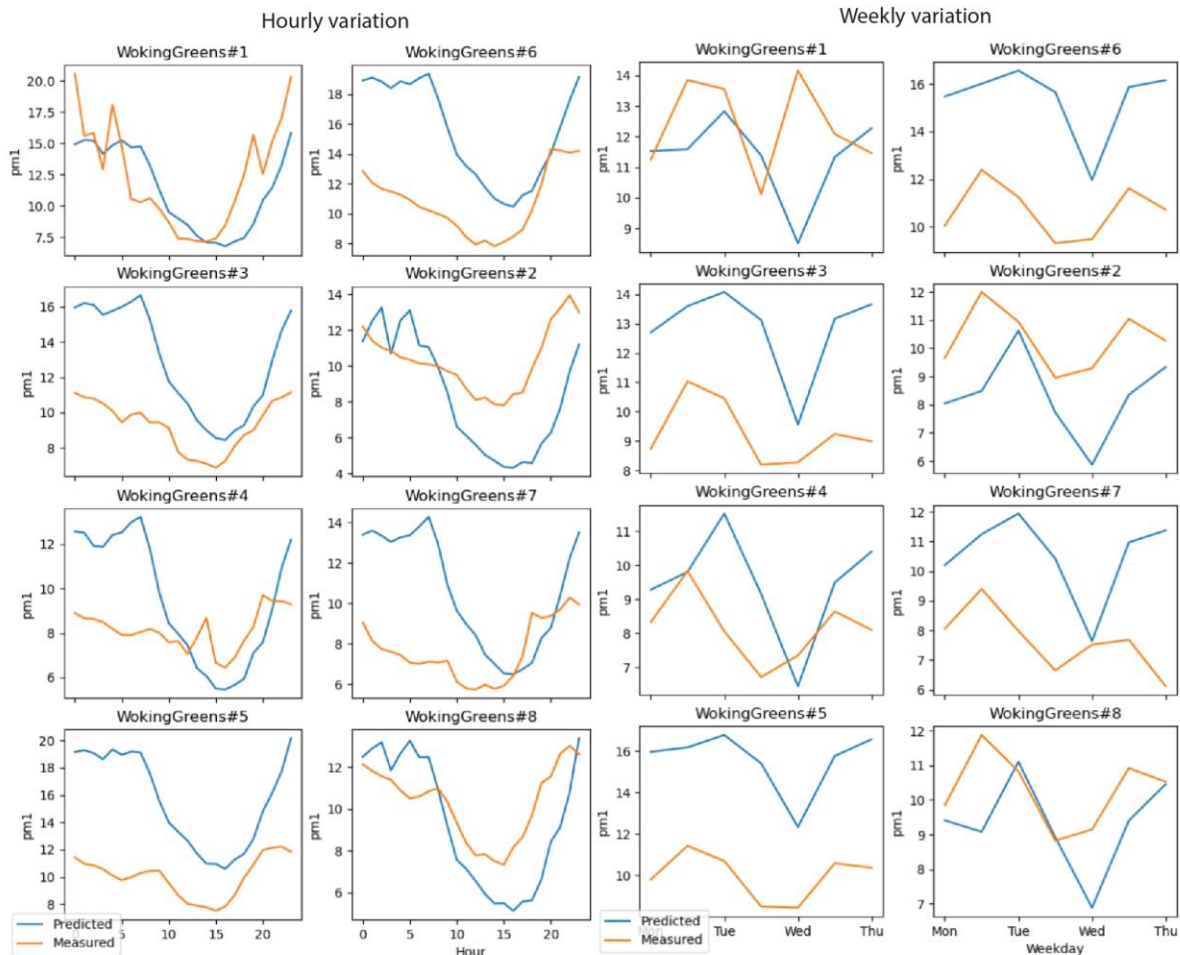 Hourly variation
Weekly variation
WokingGreens#1
WokingGreens#6
WokingGreens#1
WokingGreens#6
pm1
20.0
17.5
15.0
12.5
10.0
7.5
pm1
18
16
14
12
10
8
pm1
14
13
12
11
10
9
pm1
16
14
12
10
WokingGreens#3
WokingGreens#2
WokingGreens#3
WokingGreens#2
pm1
16
14
12
10
8
pm1
14
12
10
8
6
4
pm1
14
13
12
11
10
9
8
pm1
12
11
10
9
8
7
6
WokingGreens#4
WokingGreens#7
WokingGreens#4
WokingGreens#7
pm1
12
10
8
6
pm1
14
12
10
8
6
pm1
11
10
9
8
7
pm1
12
11
10
9
8
7
6
WokingGreens#5
WokingGreens#8
WokingGreens#5
WokingGreens#8
pm1
20
18
16
14
12
10
8
pm1
12
10
8
6
pm1
16
14
12
10
pm1
12
11
10
9
8
7
Predicted
Measured
0 5 10 15 20
0 5 10 15 20
Hour
Predicted
Measured
Mon Tue Wed Thu
Mon Tue Wed Thu
Weekday